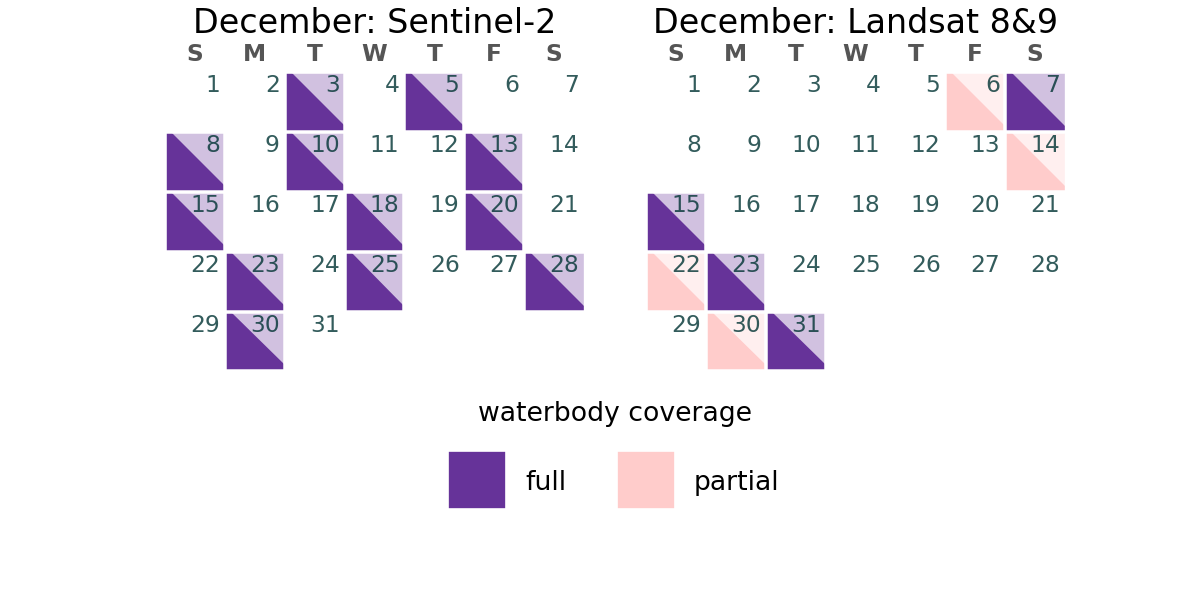 December: Sentinel-2
S M T W T F S
1 2 3 4 5 6 7
8 9 10 11 12 13 14
15 16 17 18 19 20 21
22 23 24 25 26 27 28
29 30 31
December: Landsat 8&9
S M T W T F S
1 2 3 4 5 6 7
8 9 10 11 12 13 14
15 16 17 18 19 20 21
22 23 24 25 26 27 28
29 30 31
waterbody coverage
full
partial